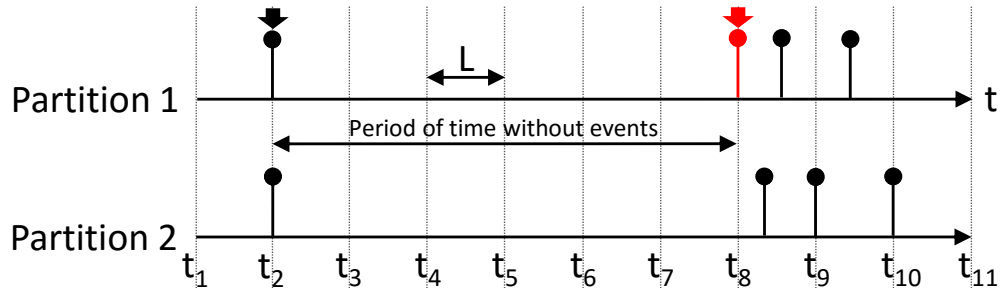 L
Partition 1
t
Period of time without events
Partition 2
t1 t2 t3 t4 t5 t6 t7 t8 t9 t10 t11